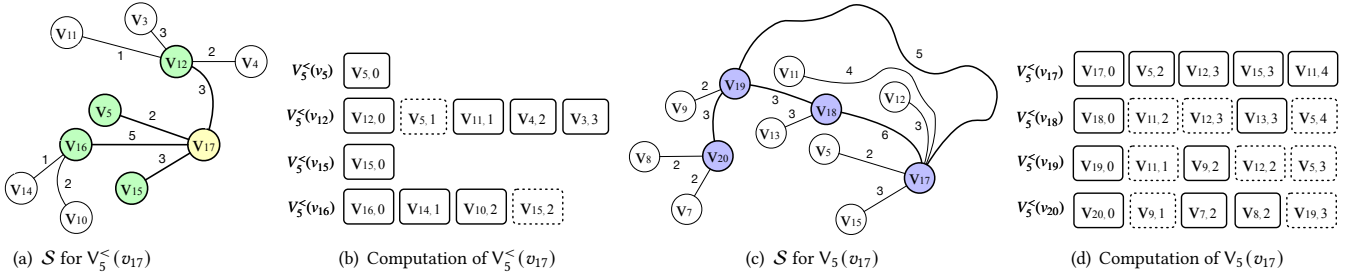 V11
V3
1
3
V12
2
V4
3
V5
2
V16
5
V17
3
V15
1
V14
2
V10
(a) S for V5<(v17)
V5<(v5) V5, 0
V5<(v12) V12, 0 V5, 1 V11, 1 V4, 2 V3, 3
V5<(v15) V15, 0
V5<(v16) V16, 0 V14, 1 V10, 2 V15, 2
(b) Computation of V5<(v17)
5
V19
2
V9
3
3
V11
4
V12
3
V18
3
V13
6
V5
2
V17
3
V15
V20
2
V8
2
V7
(c) S for V5(v17)
V5<(v17) V17, 0 V5, 2 V12, 3 V15, 3 V11, 4
V5<(v18) V18, 0 V11, 2 V12, 3 V13, 3 V5, 4
V5<(v19) V19, 0 V11, 1 V9, 2 V12, 2 V5, 3
V5<(v20) V20, 0 V9, 1 V7, 2 V8, 2 V19, 3
(d) Computation of V5(v17)